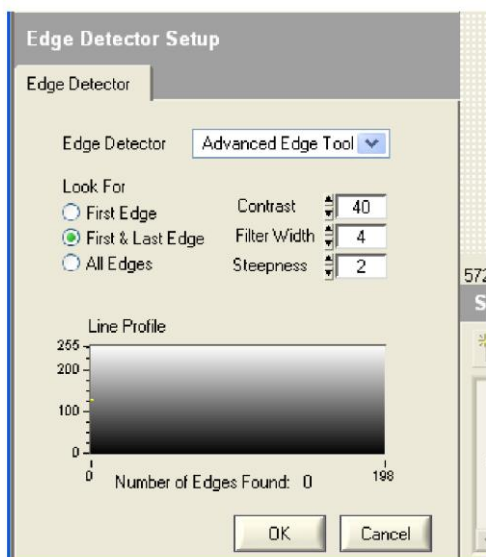 Edge Detector Setup
Edge Detector
Edge Detector Advanced Edge Tool
Look For
First Edge Contrast 40
First & Last Edge Filter Width 4
All Edges Steepness 2
572
S
Line Profile
255
200
100
0
0 198
Number of Edges Found: 0
OK Cancel